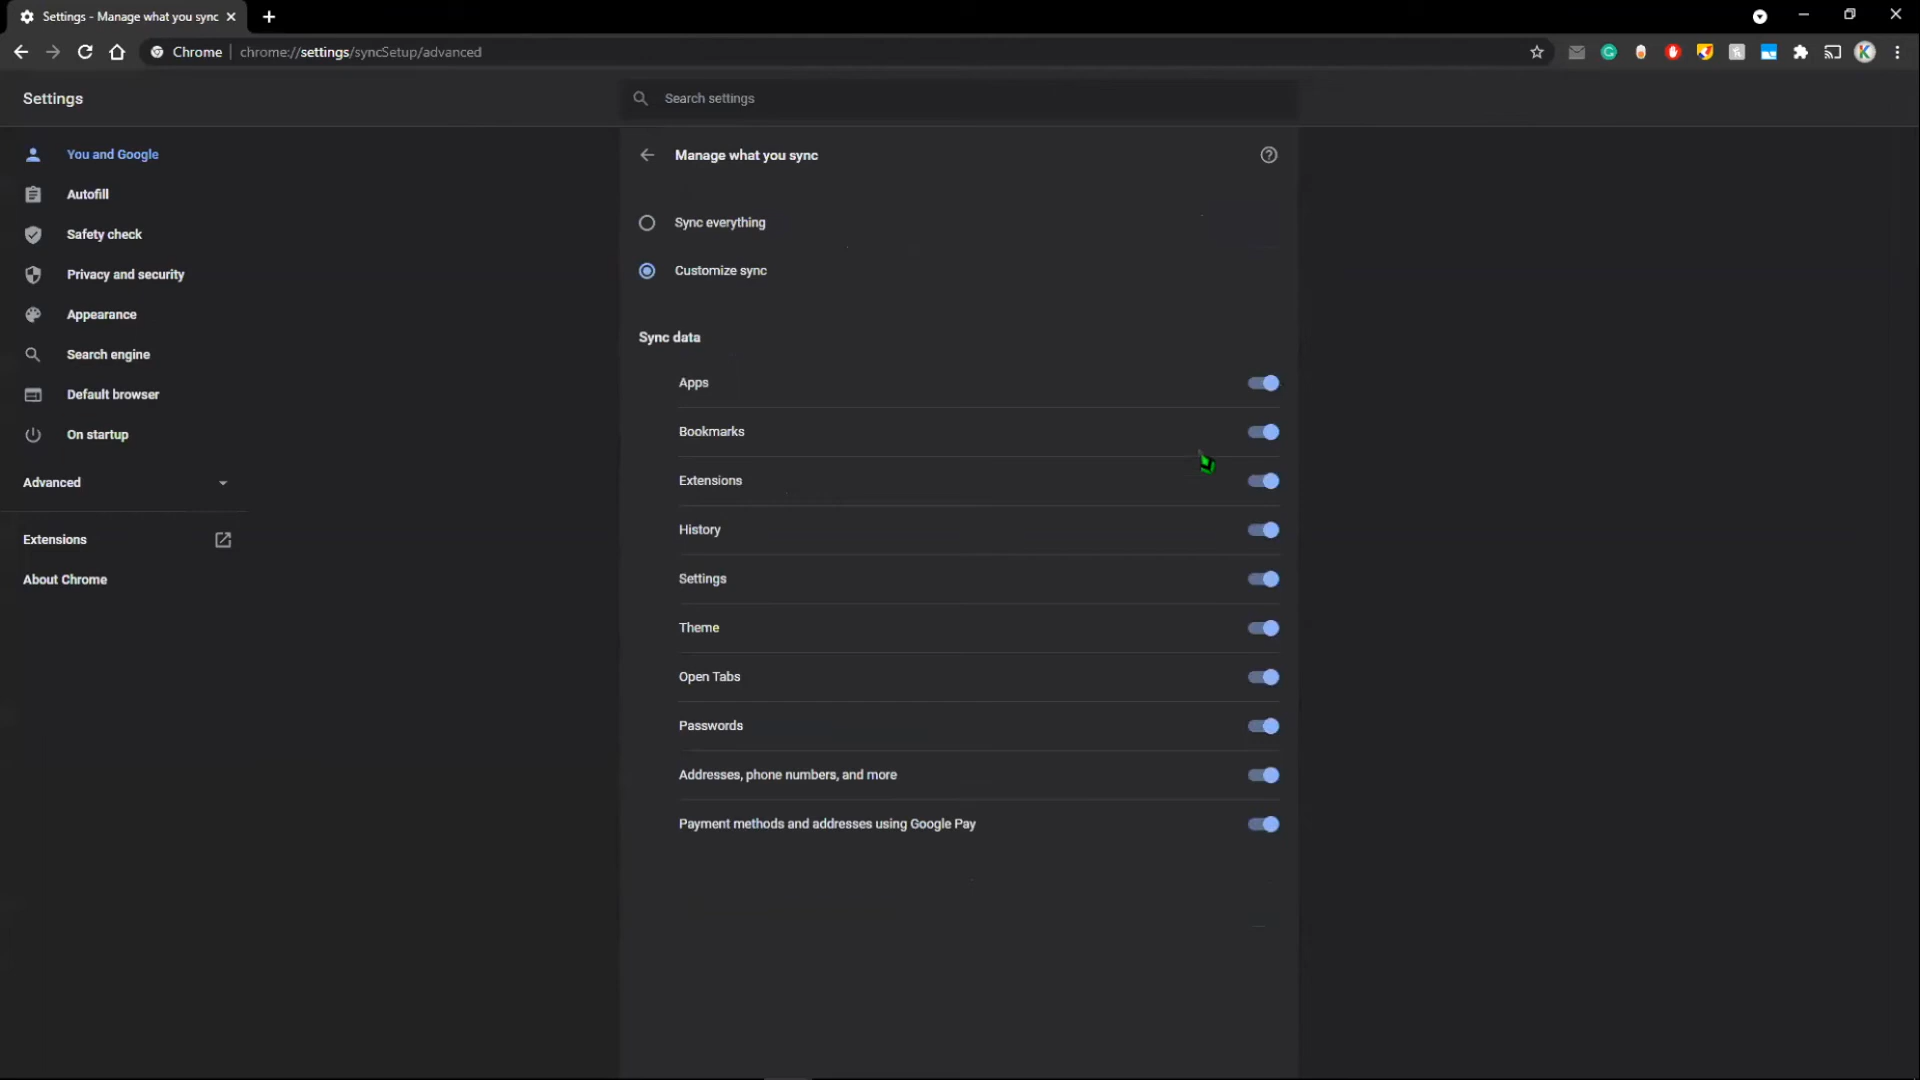 Settings - Manage what you sync
Chrome | chrome://settings/syncSetup/advanced
K
Settings
Search settings
You and Google
Autofill
Safety check
Privacy and security
Appearance
Search engine
Default browser
On startup
Advanced
Extensions
About Chrome
Manage what you sync
Sync everything
Customize sync
Sync data
Apps
Bookmarks
Extensions
History
Settings
Theme
Open Tabs
Passwords
Addresses, phone numbers, and more
Payment methods and addresses using Google Pay